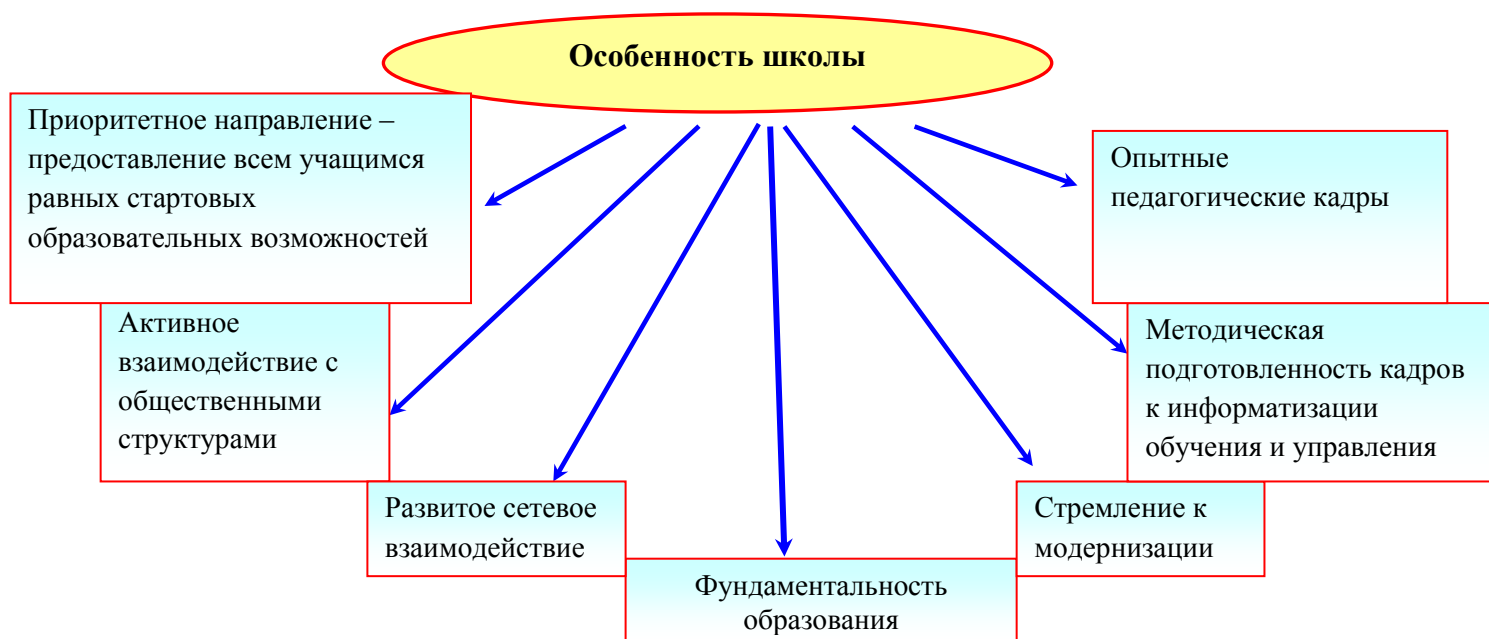 Особенность школы
Приоритетное направление –
предоставление всем учащимся
равных стартовых
образовательных возможностей
Опытные
педагогические кадры
Активное
взаимодействие с
общественными
структурами
Методическая
подготовленность кадров
к информатизации
обучения и управления
Развитое сетевое
взаимодействие
Стремление к
модернизации
Фундаментальность
образования